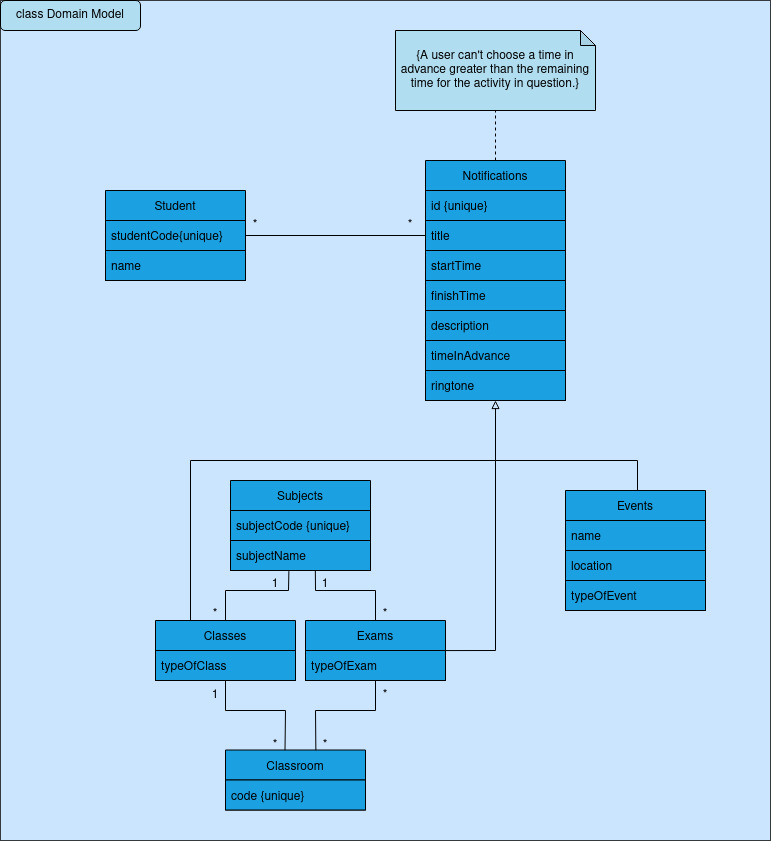 class Domain Model
{A user can't choose a time in
advance greater than the remaining
time for the activity in question.}
Notifications
id {unique}
title
startTime
finishTime
description
timeInAdvance
ringtone
Student
studentCode{unique}
name
*
*
Subjects
subjectCode {unique}
subjectName
Events
name
location
typeOfEvent
1
1
*
*
Classes
typeOfClass
Exams
typeOfExam
1
*
*
*
Classroom
code {unique}